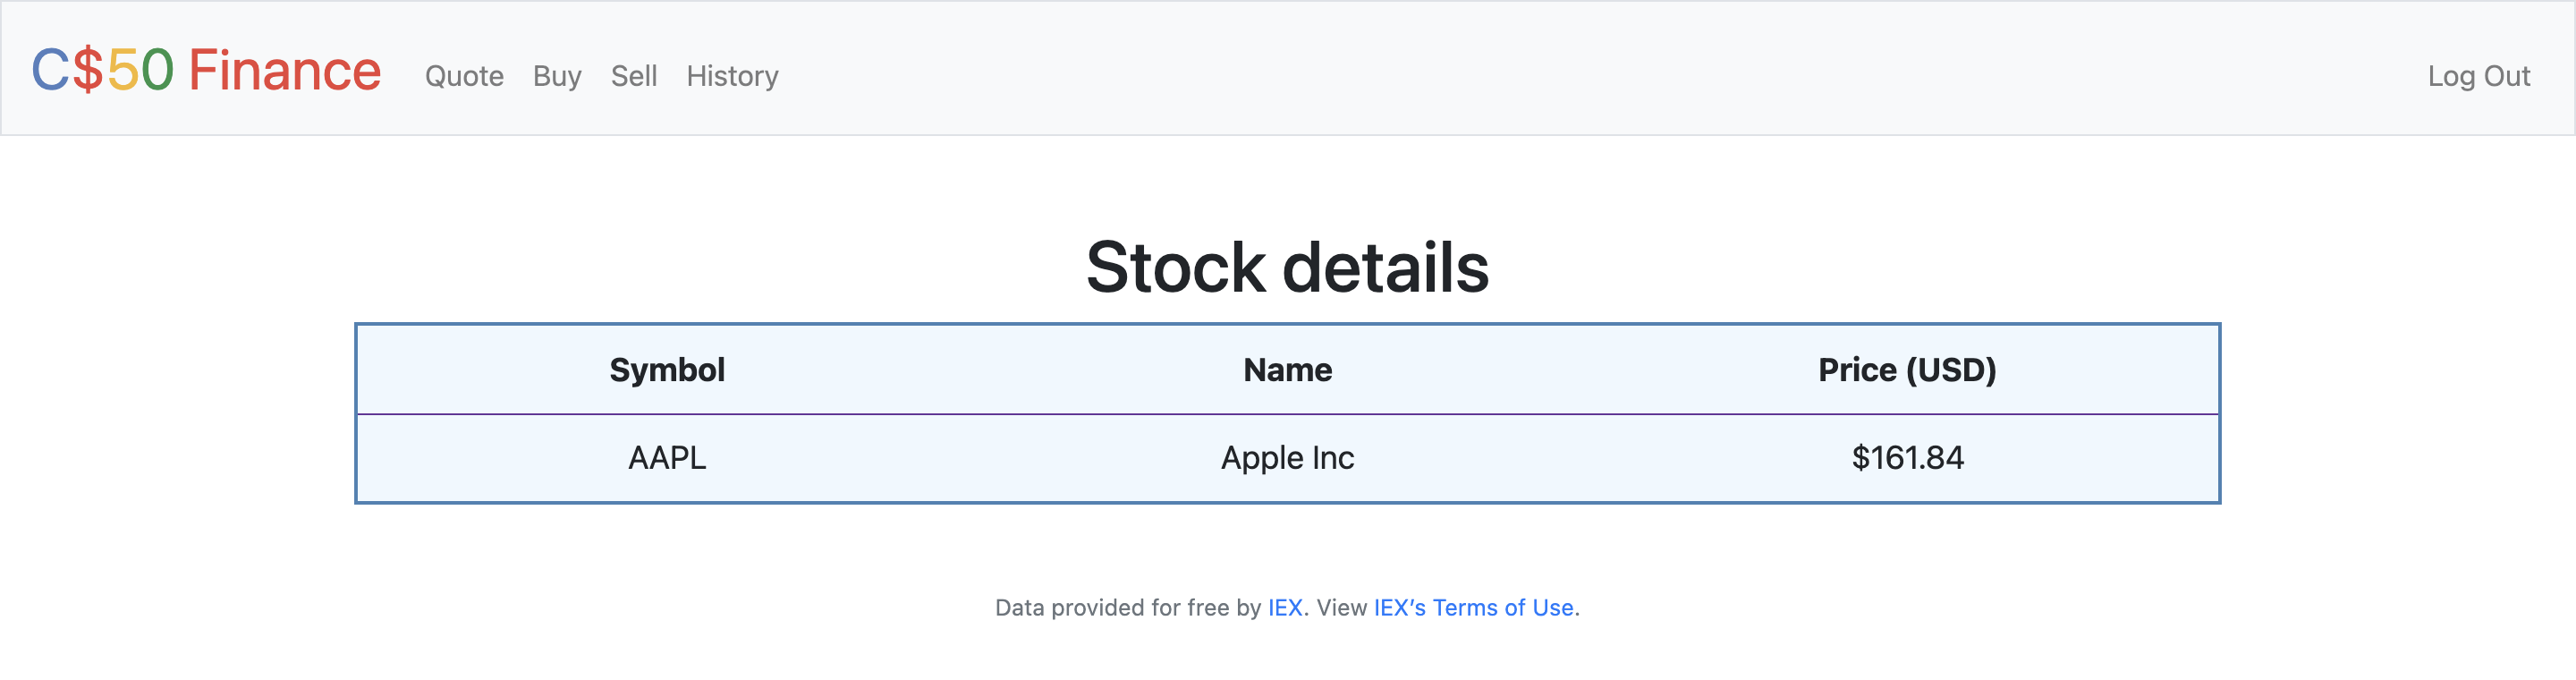 C$50 Finance Quote Buy Sell History Log Out
Stock details
Symbol Name Price (USD)
AAPL Apple Inc $161.84
Data provided for free by IEX. View IEX’s Terms of Use.